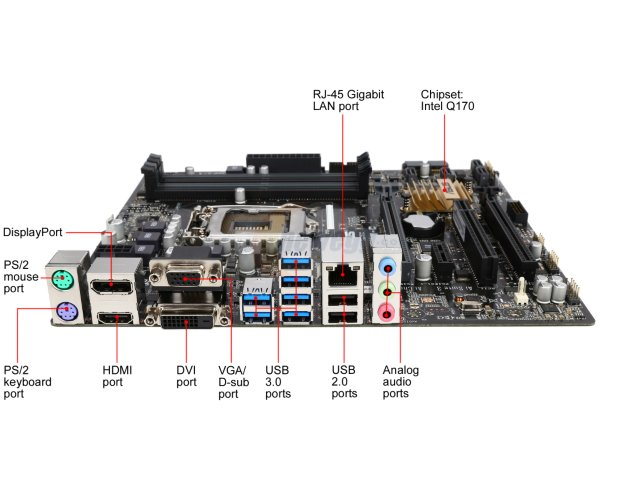 RJ-45 Gigabit
LAN port
Chipset:
Intel Q170
DisplayPort
PS/2
mouse
port
PS/2
keyboard
port
HDMI
port
DVI
port
VGA/
D-sub
port
USB
3.0
ports
USB
2.0
ports
Analog
audio
ports